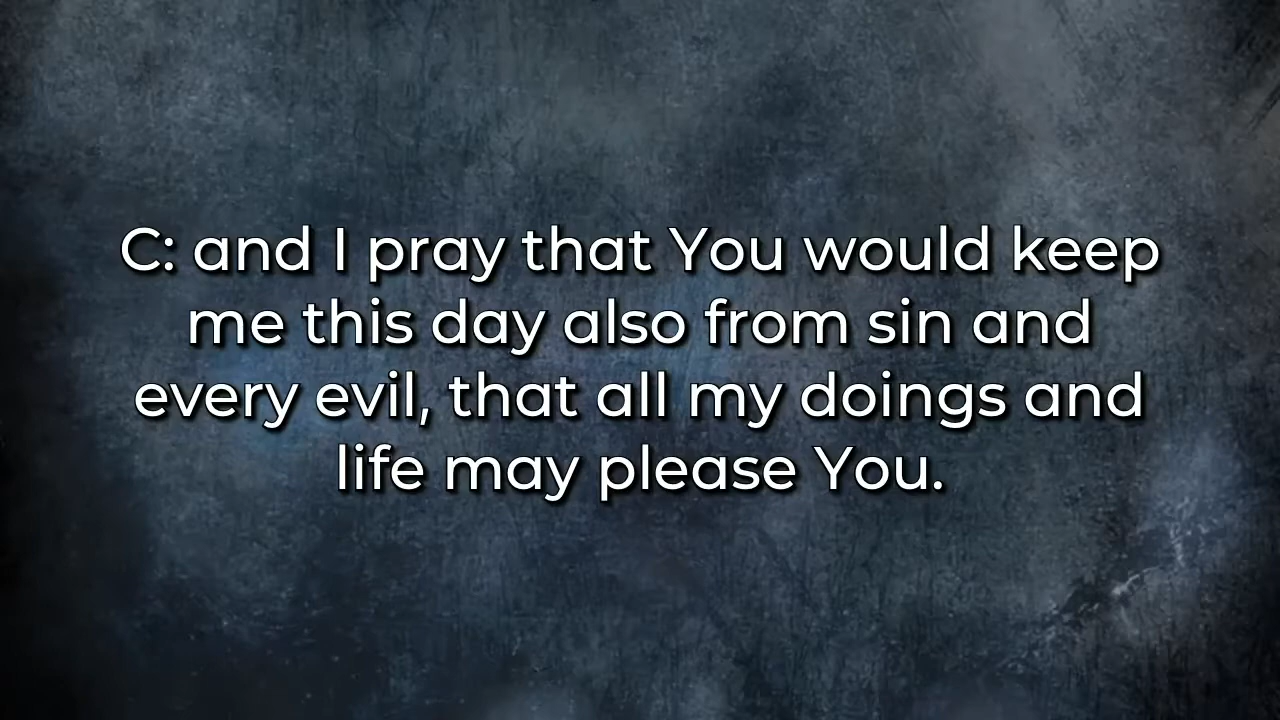 C: and I pray that You would keep
me this day also from sin and
every evil, that all my doings and
life may please You.